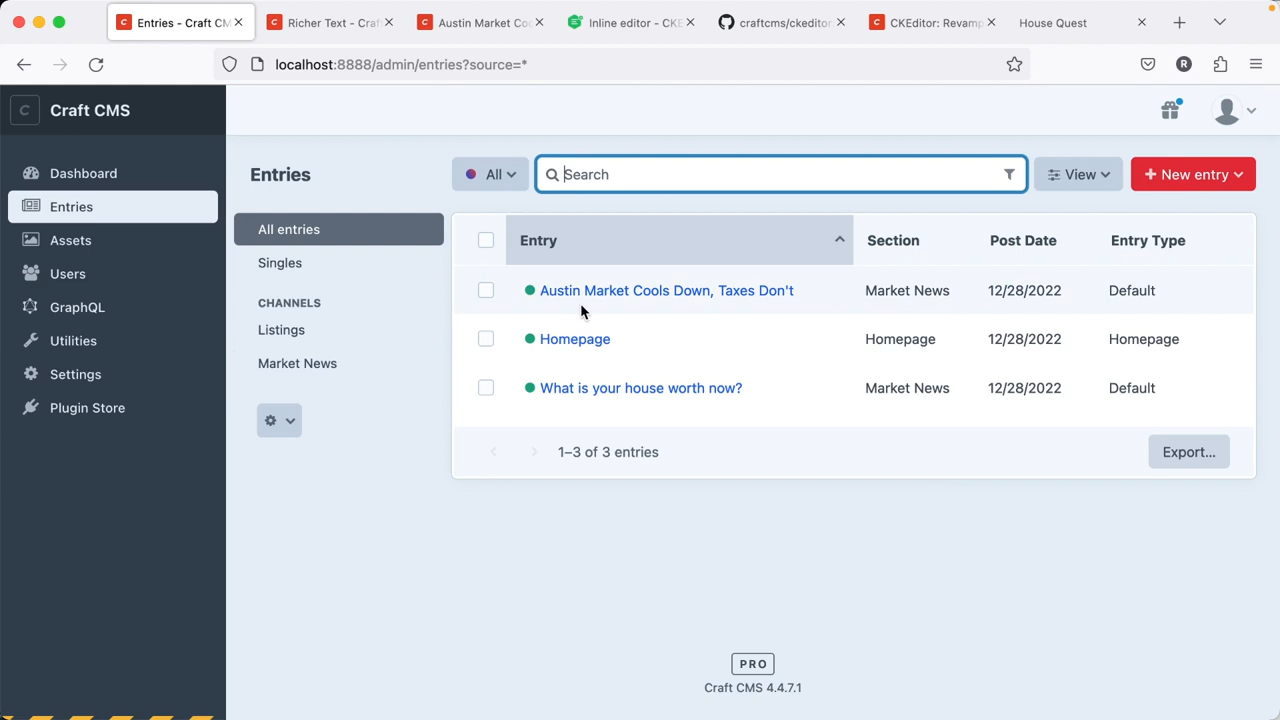 Entries - Craft CM
Richer Text - Craf
Austin Market Co
Inline editor - CKE
craftcms/ckeditor
CKEditor: Revamp
House Quest
localhost:8888/admin/entries?source=*
R
C Craft CMS
Dashboard
Entries
Assets
Users
GraphQL
Utilities
Settings
Plugin Store
Entries
All
Search
View
+ New entry
All entries
Singles
CHANNELS
Listings
Market News
Entry Section Post Date Entry Type
Austin Market Cools Down, Taxes Don't Market News 12/28/2022 Default
Homepage Homepage 12/28/2022 Homepage
What is your house worth now? Market News 12/28/2022 Default
1–3 of 3 entries
Export...
PRO
Craft CMS 4.4.7.1